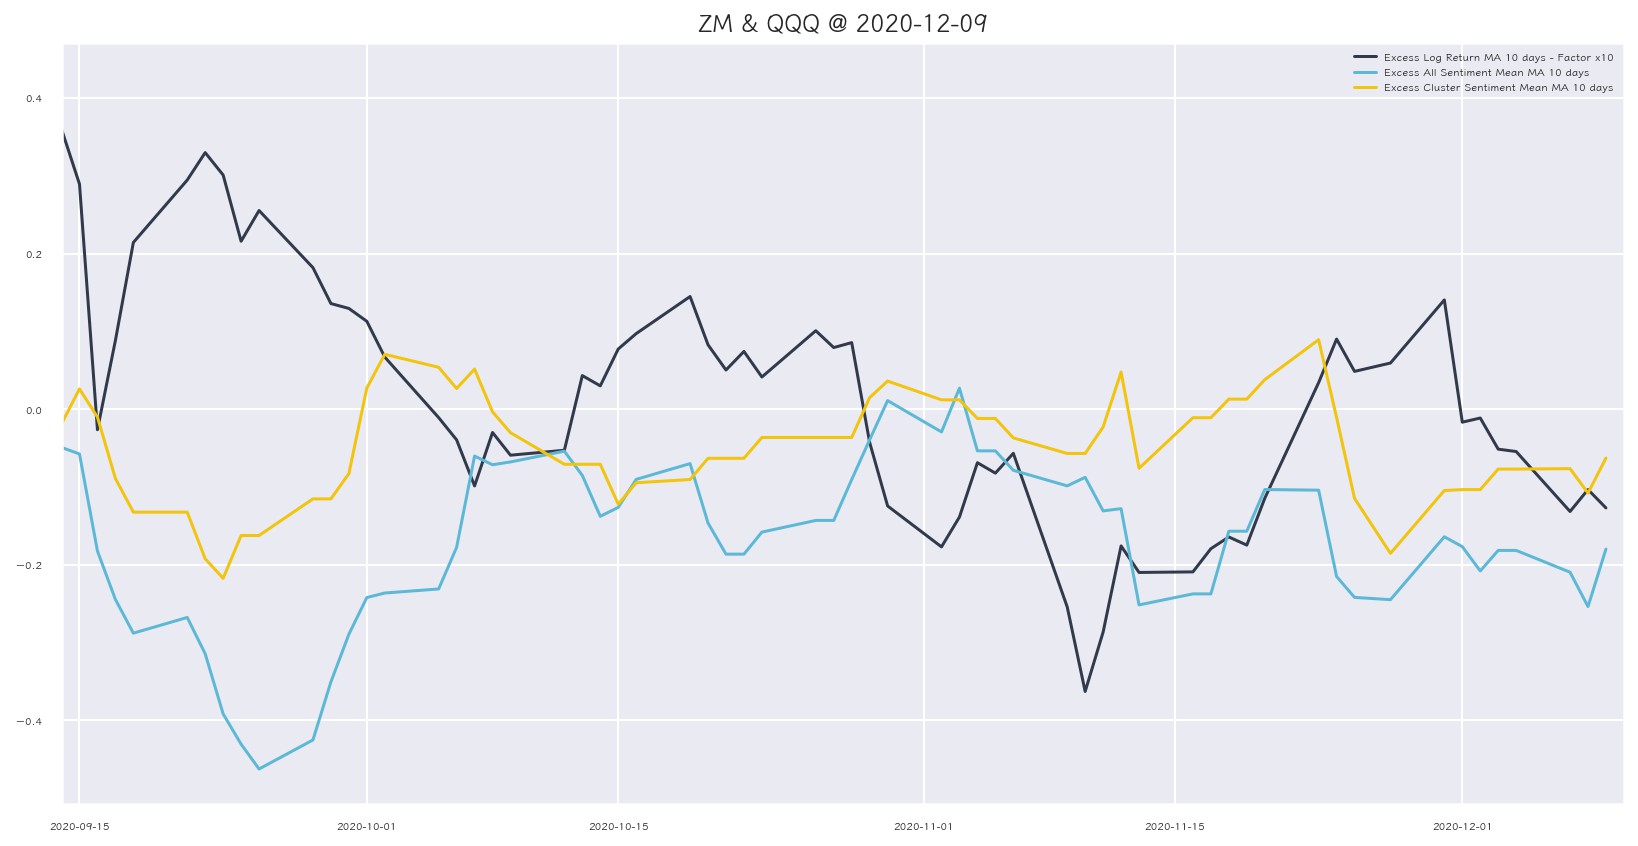 ZM & QQQ @ 2020-12-09
Excess Log Return MA 10 days - Factor x10
Excess All Sentiment Mean MA 10 days
Excess Cluster Sentiment Mean MA 10 days
0.4
0.2
0.0
−0.2
−0.4
2020-09-15 2020-10-01 2020-10-15 2020-11-01 2020-11-15 2020-12-01